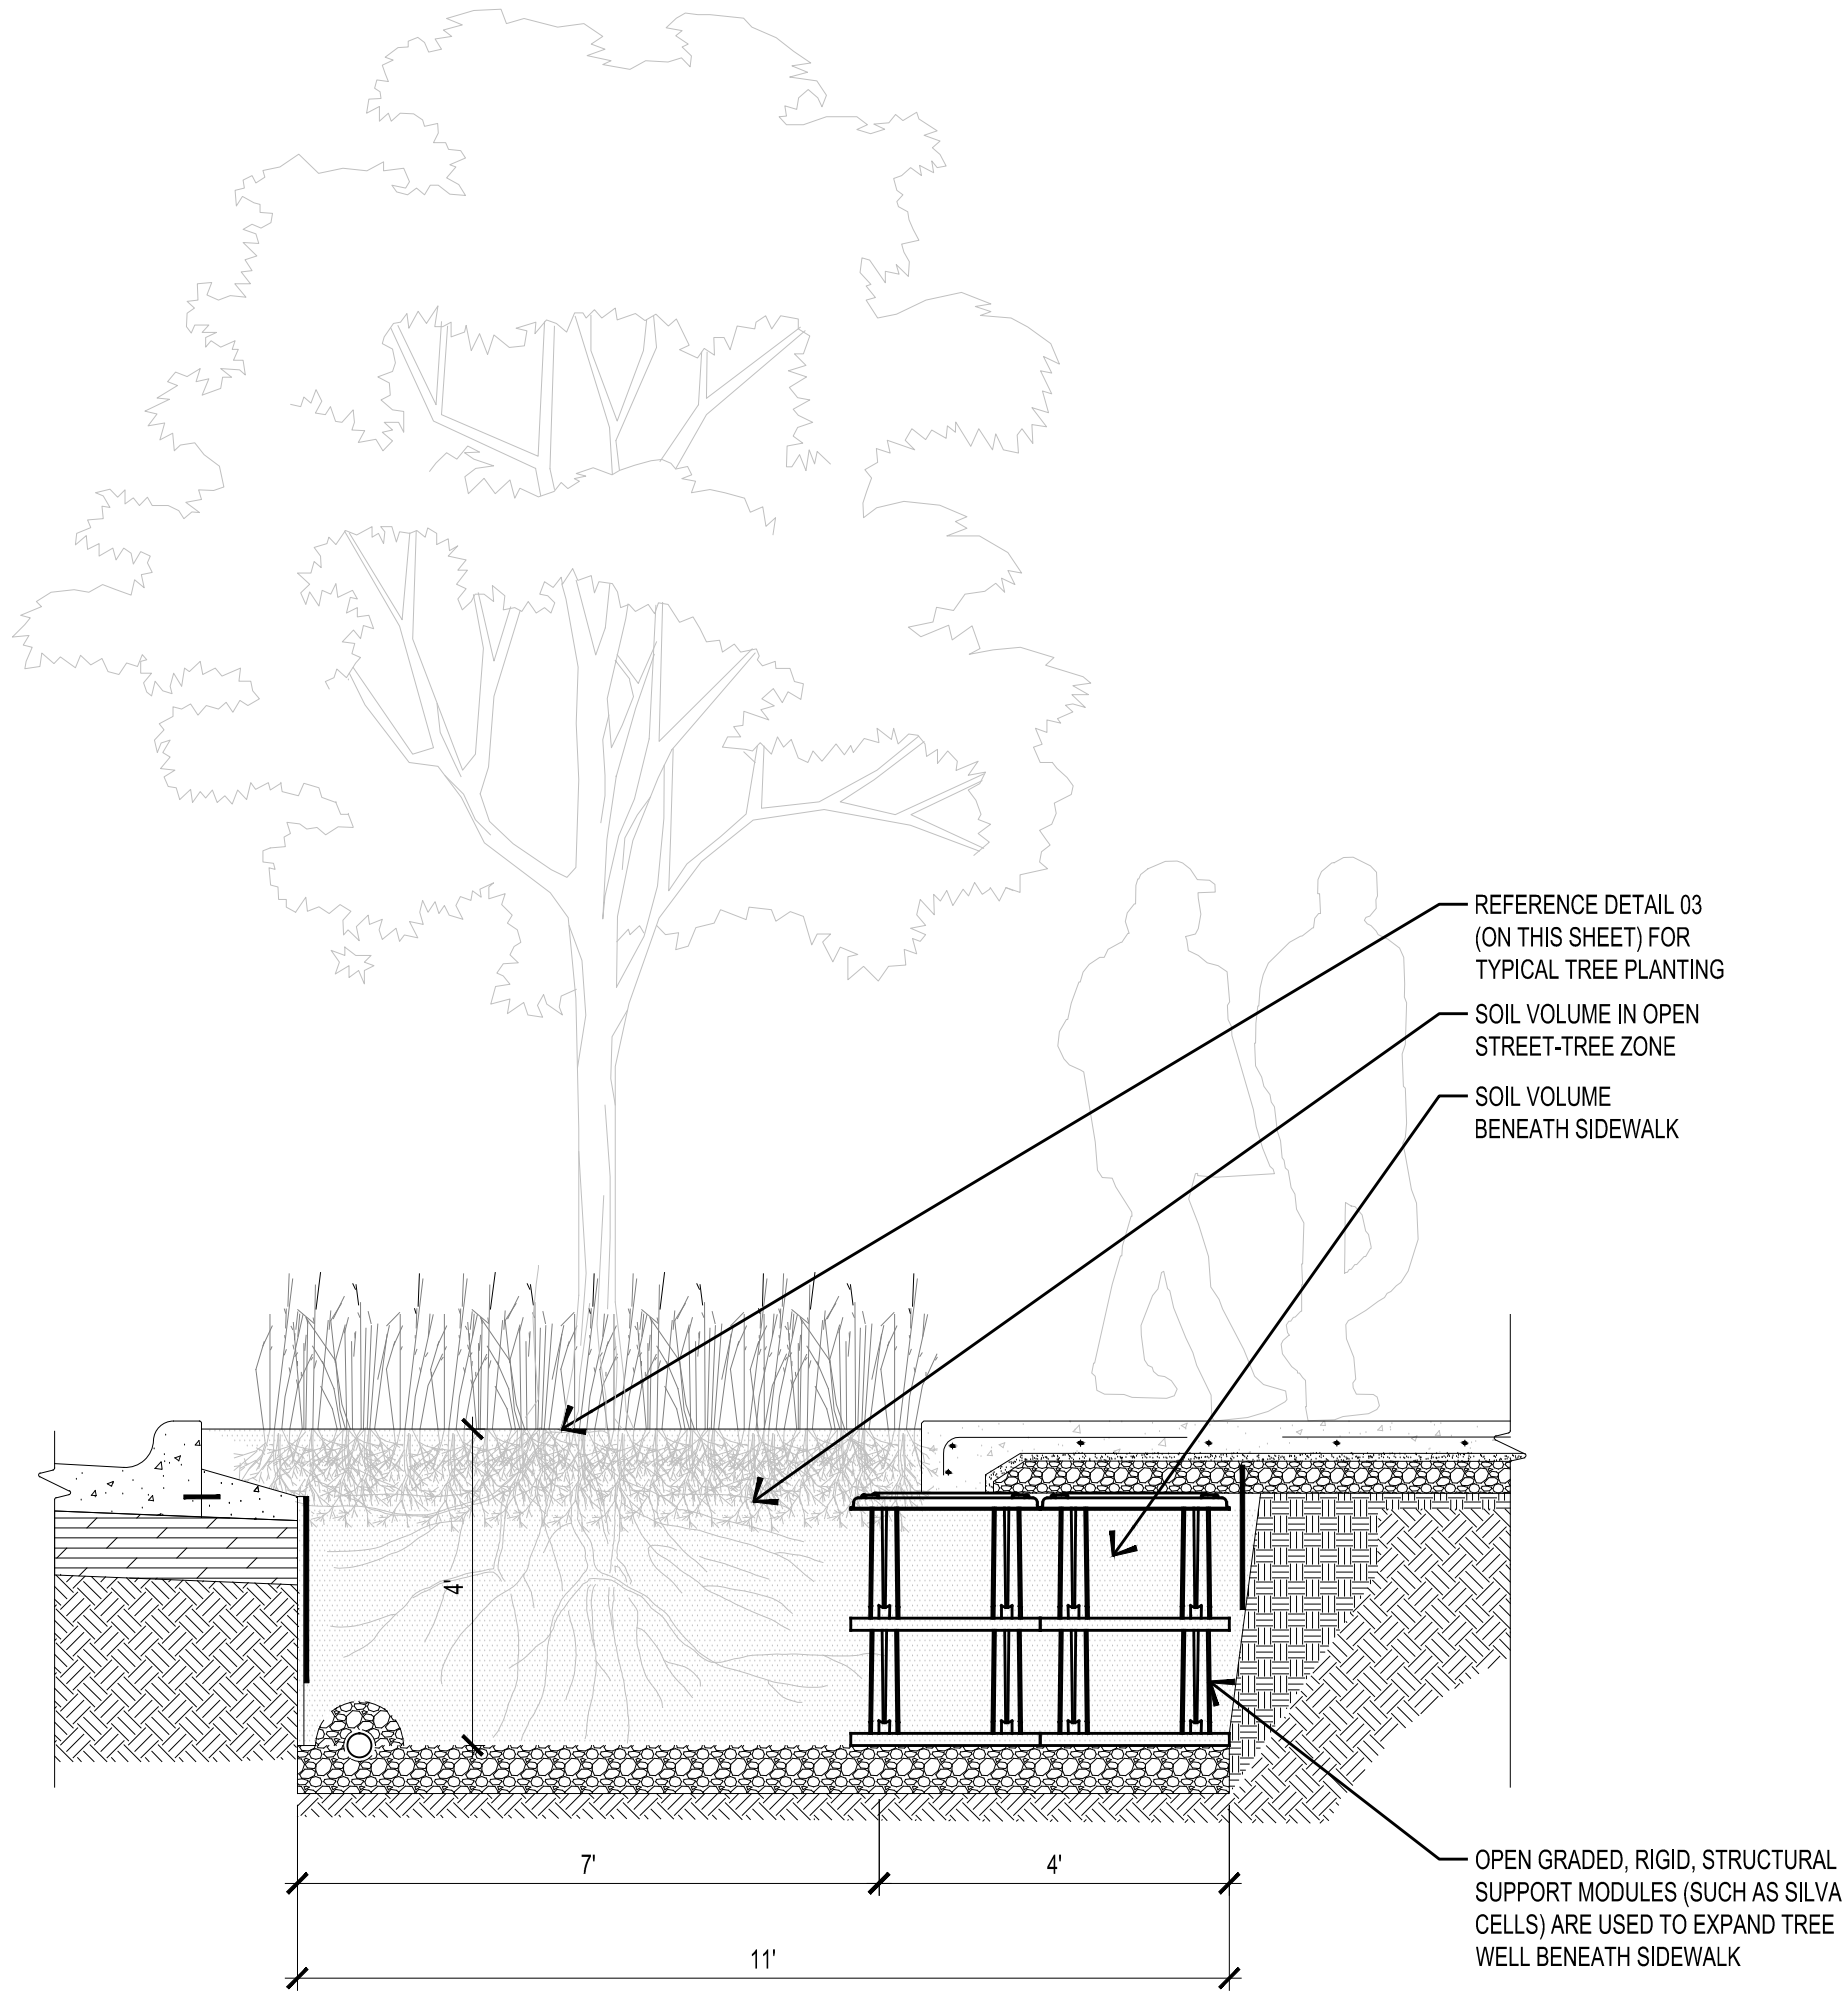 REFERENCE DETAIL 03
(ON THIS SHEET) FOR
TYPICAL TREE PLANTING
SOIL VOLUME IN OPEN
STREET-TREE ZONE
SOIL VOLUME
BENEATH SIDEWALK
4'
OPEN GRADED, RIGID, STRUCTURAL
SUPPORT MODULES (SUCH AS SILVA
CELLS) ARE USED TO EXPAND TREE
WELL BENEATH SIDEWALK
7'
4'
11'